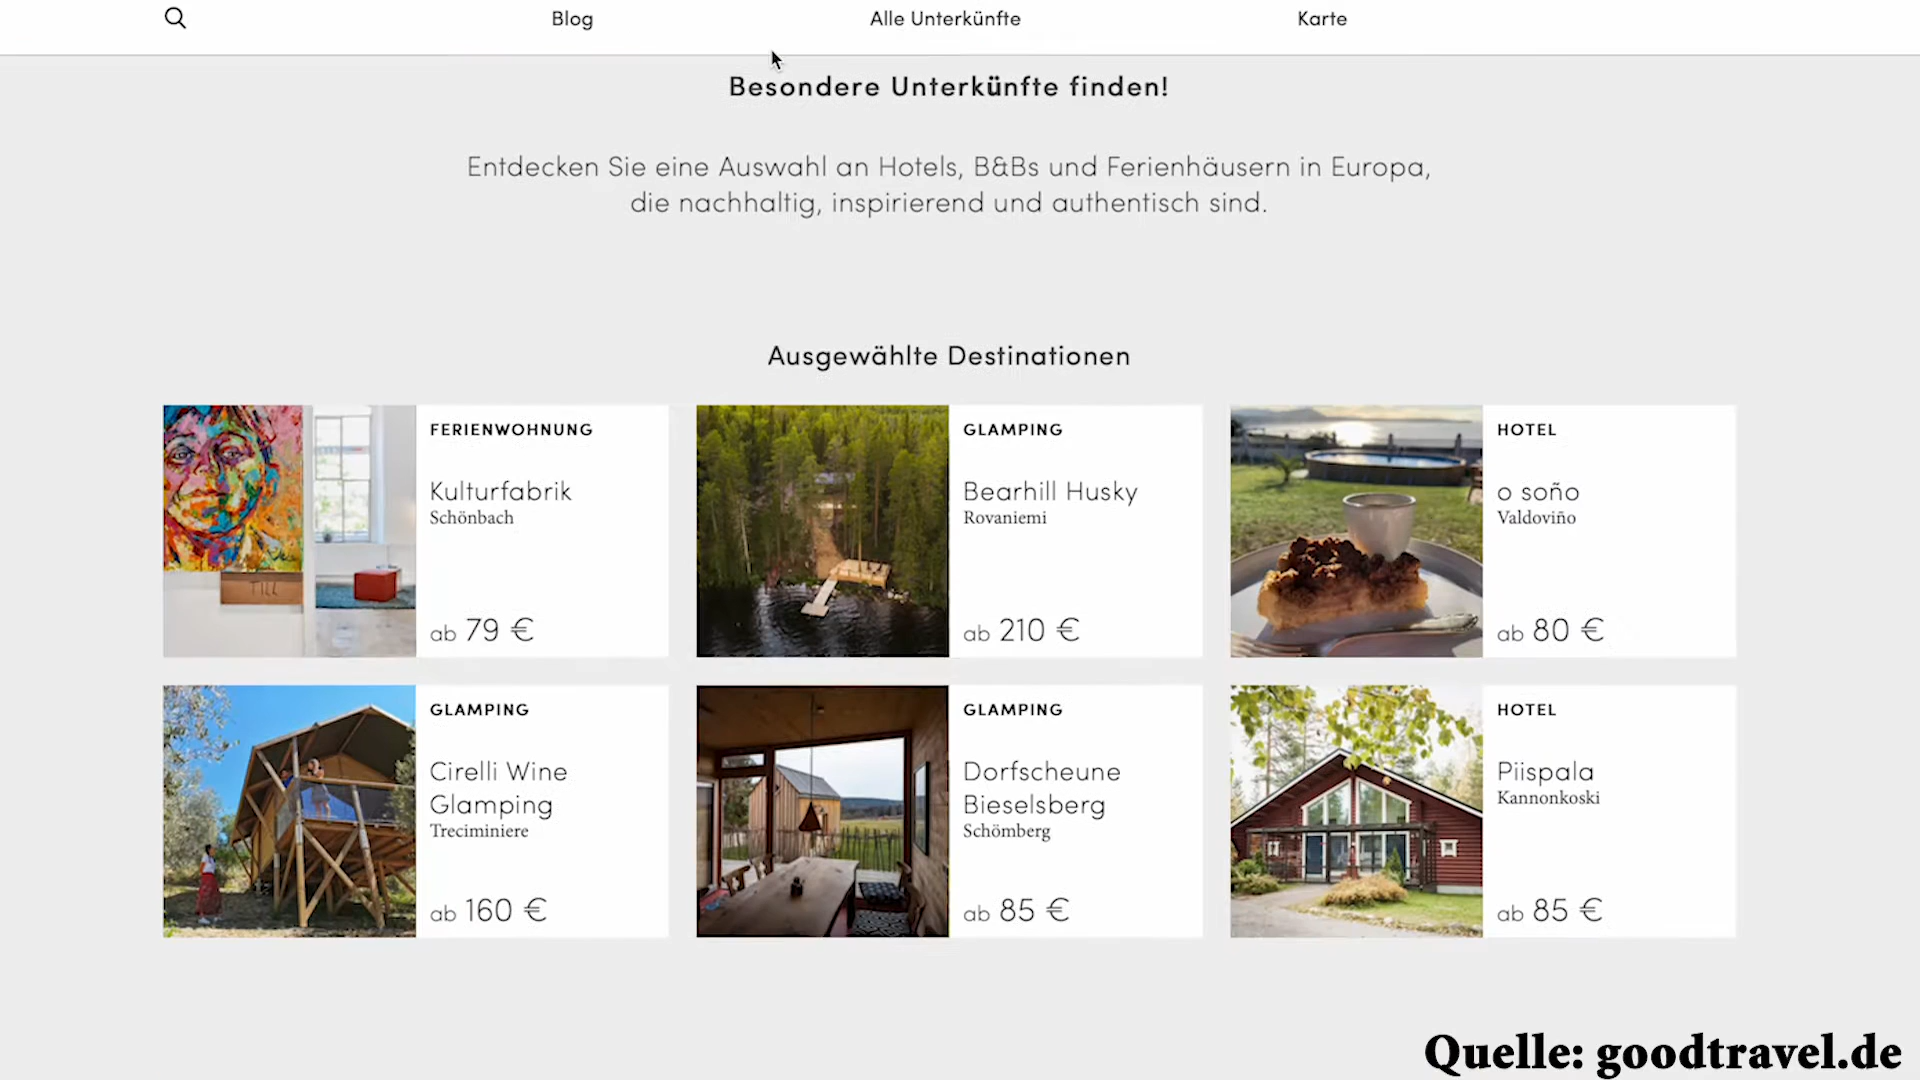 Blog
Alle Unterkünfte
Karte
Besondere Unterkünfte finden!
Entdecken Sie eine Auswahl an Hotels, B&Bs und Ferienhäusern in Europa,
die nachhaltig, inspirierend und authentisch sind.
Ausgewählte Destinationen
TILL
FERIENWOHNUNG
Kulturfabrik
Schönbach
ab 79 €
GLAMPING
Bearhill Husky
Rovaniemi
ab 210 €
HOTEL
o soño
Valdoviño
ab 80 €
GLAMPING
Cirelli Wine
Glamping
Treciminiere
ab 160 €
GLAMPING
Dorfscheune
Bieselsberg
Schömberg
ab 85 €
HOTEL
Piispala
Kannonkoski
ab 85 €
Quelle: goodtravel.de